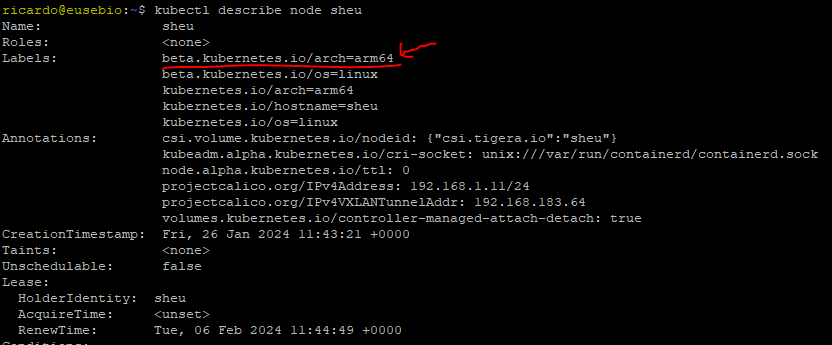 ricardo@eusebio:~$ kubectl describe node sheu
Name: sheu
Roles: <none>
Labels: beta.kubernetes.io/arch=arm64
beta.kubernetes.io/os=linux
kubernetes.io/arch=arm64
kubernetes.io/hostname=sheu
kubernetes.io/os=linux
Annotations: csi.volume.kubernetes.io/nodeid: {"csi.tigera.io":"sheu"}
kubeadm.alpha.kubernetes.io/cri-socket: unix:///var/run/containerd/containerd.sock
node.alpha.kubernetes.io/ttl: 0
projectcalico.org/IPv4Address: 192.168.1.11/24
projectcalico.org/IPv4VXLANTunnelAddr: 192.168.183.64
volumes.kubernetes.io/controller-managed-attach-detach: true
CreationTimestamp: Fri, 26 Jan 2024 11:43:21 +0000
Taints: <none>
Unschedulable: false
Lease:
HolderIdentity: sheu
AcquireTime: <unset>
RenewTime: Tue, 06 Feb 2024 11:44:49 +0000
Conditions: